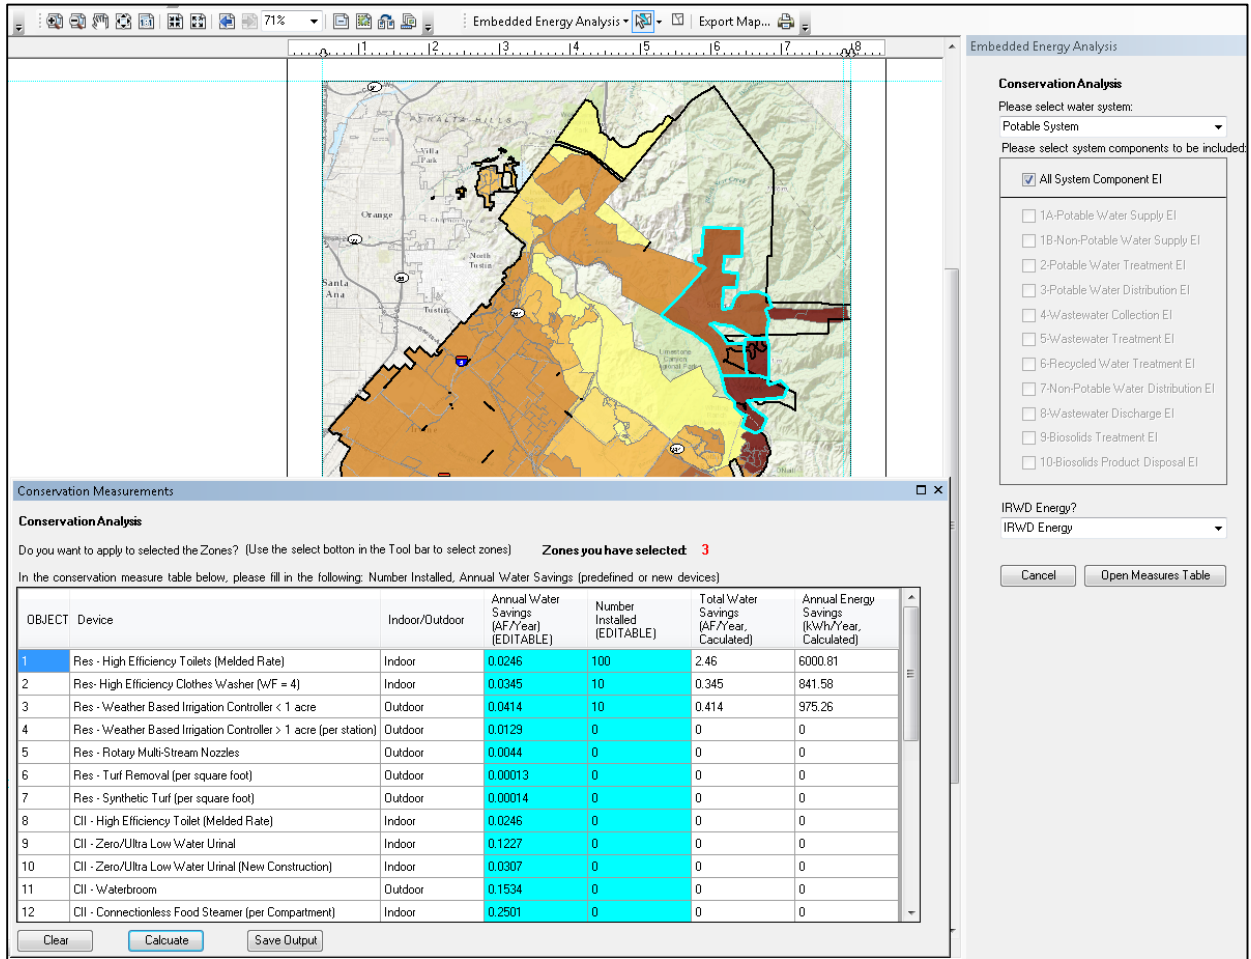 71%
Embedded Energy Analysis
Export Map...
1 2 3 4 5 6 7 8
Embedded Energy Analysis
Conservation Analysis
Please select water system:
Potable System
Please select system components to be included:
All System Component EI
1A-Potable Water Supply EI
1B-Non-Potable Water Supply EI
2-Potable Water Treatment EI
3-Potable Water Distribution EI
4-Wastewater Collection EI
5-Wastewater Treatment EI
6-Recycled Water Treatment EI
7-Non-Potable Water Distribution EI
8-Wastewater Discharge EI
9-Biosolids Treatment EI
10-Biosolids Product Disposal EI
IRWD Energy?
IRWD Energy
Cancel Open Measures Table
PERALTA HILLS
Villa
Park
Orange
North
Tustin
Santa
Ana
Tustin
Limestone
Canyon
Regional Park
Conservation Measurements
Conservation Analysis
Do you want to apply to selected the Zones? (Use the select botton in the Tool bar to select zones) Zones you have selected: 3
In the conservation measure table below, please fill in the following: Number Installed, Annual Water Savings (predefined or new devices)
OBJECT Device Indoor/Outdoor Annual Water Savings (AF/Year) (EDITABLE) Number Installed (EDITABLE) Total Water Savings (AF/Year, Caculated) Annual Energy Savings (kWh/Year, Calculated)
1 Res - High Efficiency Toilets (Melded Rate) Indoor 0.0246 100 2.46 6000.81
2 Res- High Efficiency Clothes Washer (WF = 4) Indoor 0.0345 10 0.345 841.58
3 Res - Weather Based Irrigation Controller < 1 acre Outdoor 0.0414 10 0.414 975.26
4 Res - Weather Based Irrigation Controller > 1 acre (per station) Outdoor 0.0129 0 0 0
5 Res - Rotary Multi-Stream Nozzles Outdoor 0.0044 0 0 0
6 Res - Turf Removal (per square foot) Outdoor 0.00013 0 0 0
7 Res - Synthetic Turf (per square foot) Outdoor 0.00014 0 0 0
8 CII - High Efficiency Toilet (Melded Rate) Indoor 0.0246 0 0 0
9 CII - Zero/Ultra Low Water Urinal Indoor 0.1227 0 0 0
10 CII - Zero/Ultra Low Water Urinal (New Construction) Indoor 0.0307 0 0 0
11 CII - Waterbroom Outdoor 0.1534 0 0 0
12 CII - Connectionless Food Steamer (per Compartment) Indoor 0.2501 0 0 0
Clear Calcuate Save Output